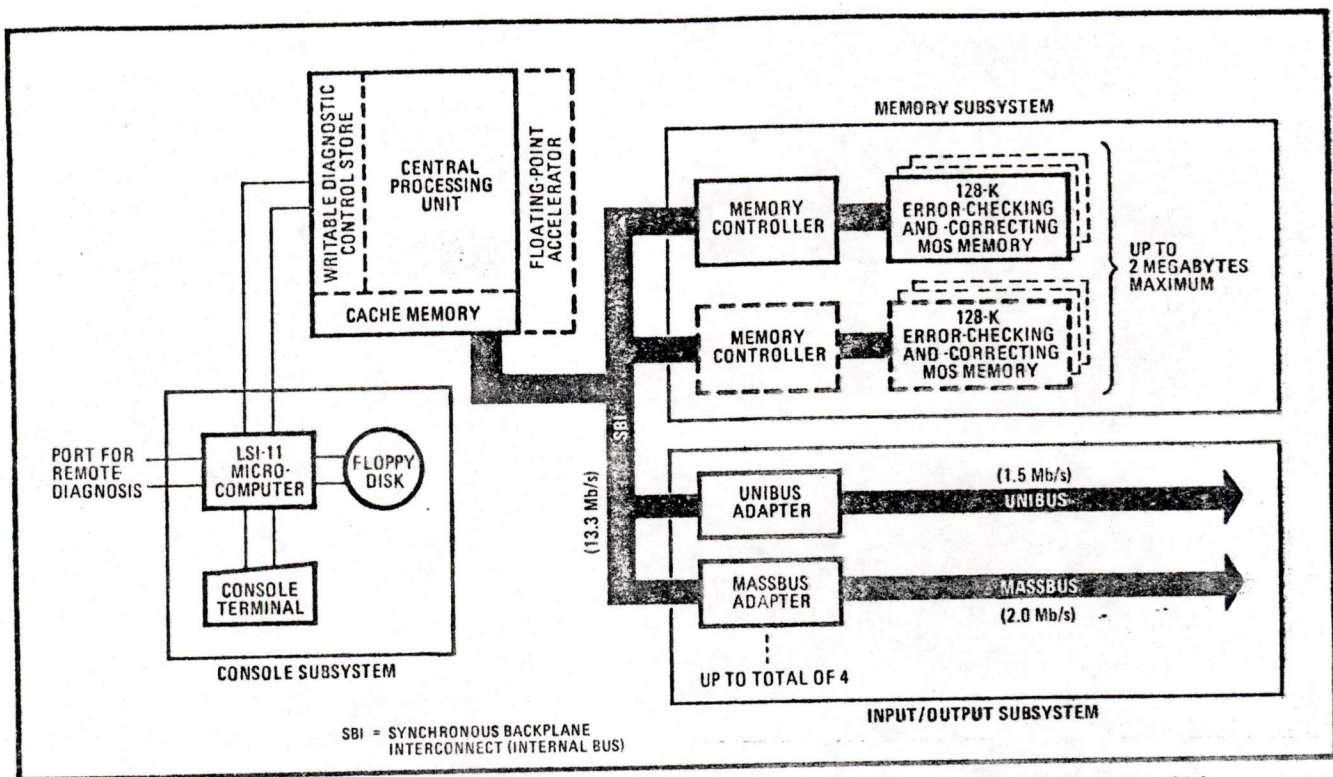 WRITABLE DIAGNOSTIC
CONTROL STORE
CENTRAL
PROCESSING
UNIT
FLOATING-POINT
ACCELERATOR
CACHE MEMORY
MEMORY SUBSYSTEM
MEMORY
CONTROLLER
128-K
ERROR-CHECKING
AND -CORRECTING
MOS MEMORY
MEMORY
CONTROLLER
128-K
ERROR-CHECKING
AND -CORRECTING
MOS MEMORY
UP TO
2 MEGABYTES
MAXIMUM
SBI
(13.3 Mb/s)
PORT FOR
REMOTE
DIAGNOSIS
LSI-11
MICRO-
COMPUTER
FLOPPY
DISK
CONSOLE
TERMINAL
CONSOLE SUBSYSTEM
UNIBUS
ADAPTER
(1.5 Mb/s)
UNIBUS
MASSBUS
ADAPTER
MASSBUS
(2.0 Mb/s)
UP TO TOTAL OF 4
INPUT/OUTPUT SUBSYSTEM
SBI = SYNCHRONOUS BACKPLANE
INTERCONNECT (INTERNAL BUS)